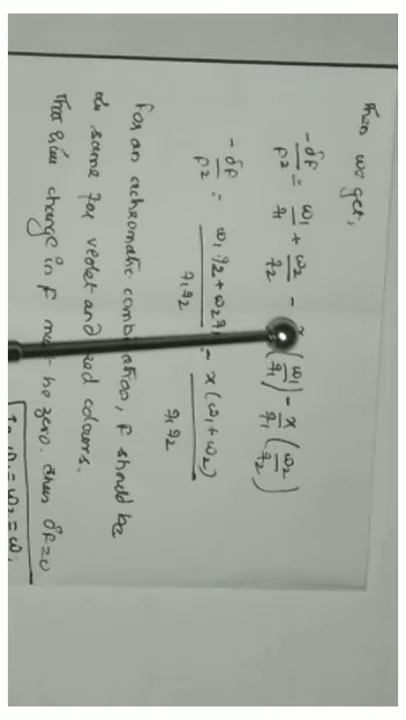 then we get,
-δF/F² = ω₁/f₁ + ω₂/f₂ - (ω₁/f₁) - x/f₁ (ω₂/f₂)
-δF/F² = ω₁f₂+ω₂f₁/f₁f₂ - x(ω₁+ω₂)/f₁f₂
For an achromatic combination, F should be
same for violet and red colours.
change in F must be zero. thus δF=0
ω₁=ω₂=ω,